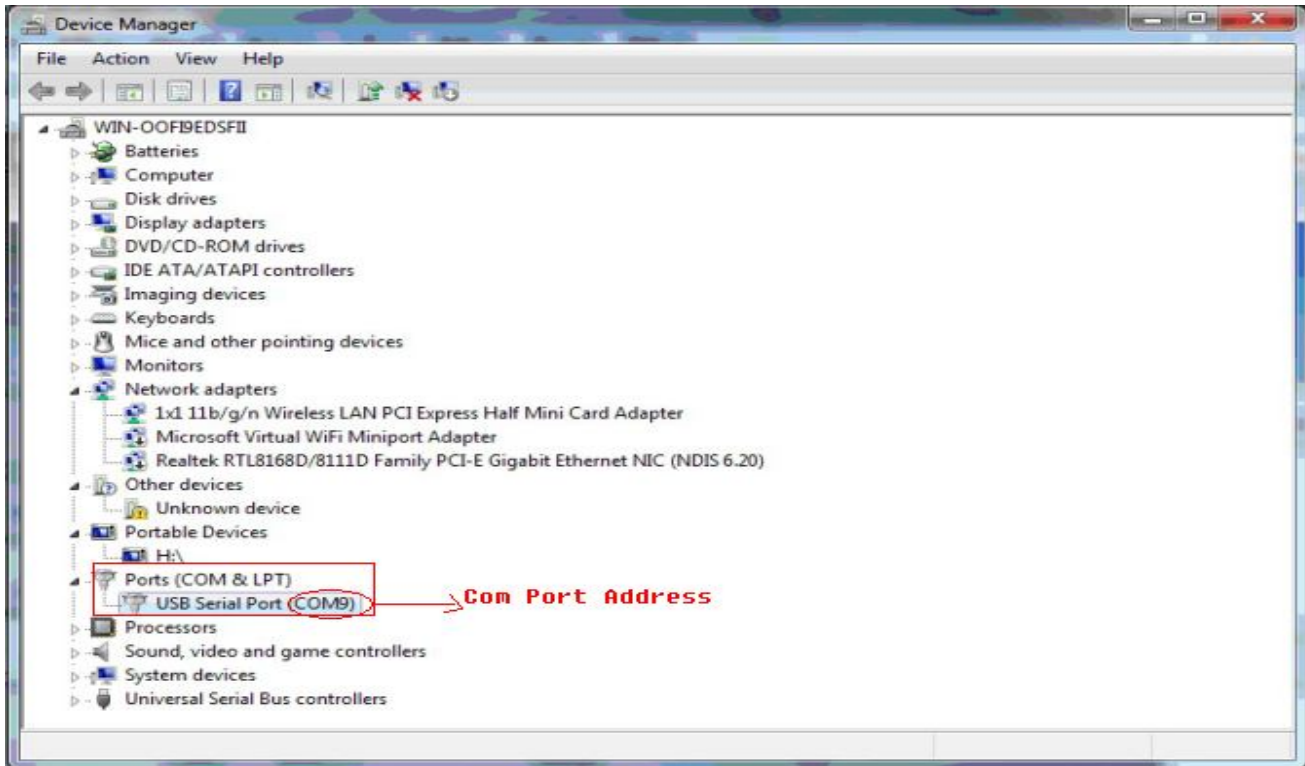 Device Manager
File Action View Help
WIN-OOFI9EDSFII
Batteries
Computer
Disk drives
Display adapters
DVD/CD-ROM drives
IDE ATA/ATAPI controllers
Imaging devices
Keyboards
Mice and other pointing devices
Monitors
Network adapters
1x1 11b/g/n Wireless LAN PCI Express Half Mini Card Adapter
Microsoft Virtual WiFi Miniport Adapter
Realtek RTL8168D/8111D Family PCI-E Gigabit Ethernet NIC (NDIS 6.20)
Other devices
Unknown device
Portable Devices
H:\
Ports (COM & LPT)
USB Serial Port (COM9) Com Port Address
Processors
Sound, video and game controllers
System devices
Universal Serial Bus controllers